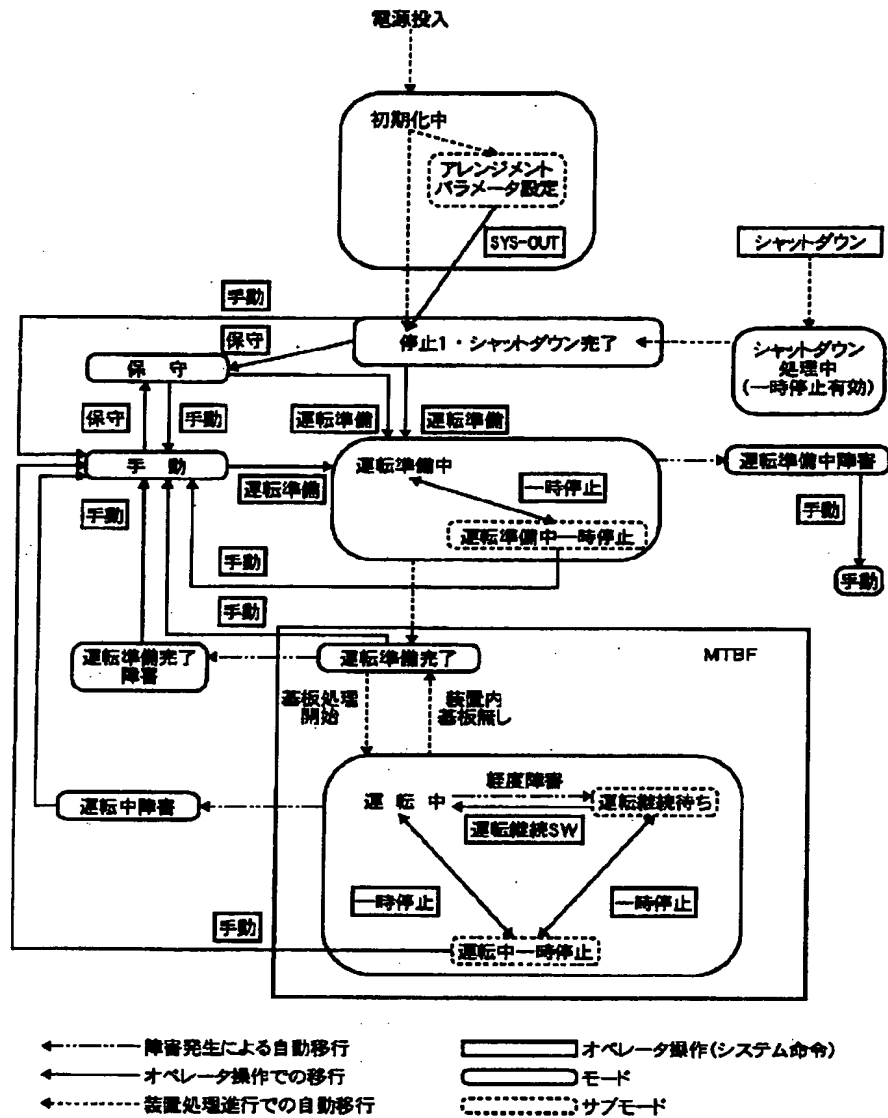 電源投入
初期化中
アレンジメント
パラメータ設定
SYS-OUT
シャットダウン
手動
保守
停止1・シャットダウン完了
シャットダウン
処理中
(一時停止有効)
保 守
保守
手動
運転準備
運転準備
手 動
運転準備
運転準備中
一時停止
運転準備中一時停止
運転準備中障害
手動
手動
手動
手動
手動
MTBF
運転準備完了
障害
運転準備完了
基板処理
開始
装置内
基板無し
運転中障害
運 転 中
軽度障害
運転継続待ち
運転継続SW
一時停止
一時停止
手動
運転中一時停止
障害発生による自動移行
オペレータ操作(システム命令)
オペレータ操作での移行
モード
装置処理進行での自動移行
サブモード